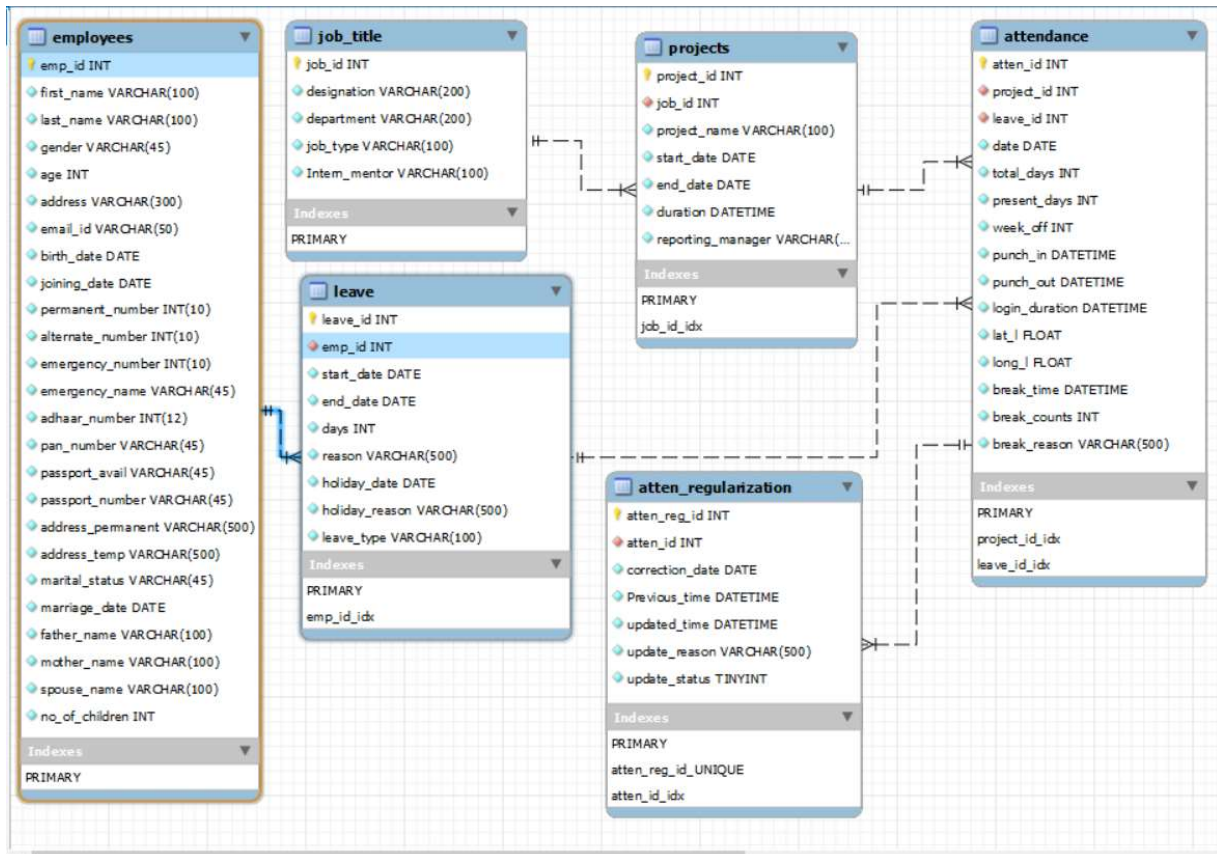 employees
emp_id INT
first_name VARCHAR(100)
last_name VARCHAR(100)
gender VARCHAR(45)
age INT
address VARCHAR(300)
email_id VARCHAR(50)
birth_date DATE
joining_date DATE
permanent_number INT(10)
alternate_number INT(10)
emergency_number INT(10)
emergency_name VARCHAR(45)
adhaar_number INT(12)
pan_number VARCHAR(45)
passport_avail VARCHAR(45)
passport_number VARCHAR(45)
address_permanent VARCHAR(500)
address_temp VARCHAR(500)
marital_status VARCHAR(45)
marriage_date DATE
father_name VARCHAR(100)
mother_name VARCHAR(100)
spouse_name VARCHAR(100)
no_of_children INT
Indexes
PRIMARY
job_title
job_id INT
designation VARCHAR(200)
department VARCHAR(200)
job_type VARCHAR(100)
Intern_mentor VARCHAR(100)
Indexes
PRIMARY
leave
leave_id INT
emp_id INT
start_date DATE
end_date DATE
days INT
reason VARCHAR(500)
holiday_date DATE
holiday_reason VARCHAR(500)
leave_type VARCHAR(100)
Indexes
PRIMARY
emp_id_idx
projects
project_id INT
job_id INT
project_name VARCHAR(100)
start_date DATE
end_date DATE
duration DATETIME
reporting_manager VARCHAR(...
Indexes
PRIMARY
job_id_idx
atten_regularization
atten_reg_id INT
atten_id INT
correction_date DATE
Previous_time DATETIME
updated_time DATETIME
update_reason VARCHAR(500)
update_status TINYINT
Indexes
PRIMARY
atten_reg_id_UNIQUE
atten_id_idx
attendance
atten_id INT
project_id INT
leave_id INT
date DATE
total_days INT
present_days INT
week_off INT
punch_in DATETIME
punch_out DATETIME
login_duration DATETIME
lat_l FLOAT
long_l FLOAT
break_time DATETIME
break_counts INT
break_reason VARCHAR(500)
Indexes
PRIMARY
project_id_idx
leave_id_idx